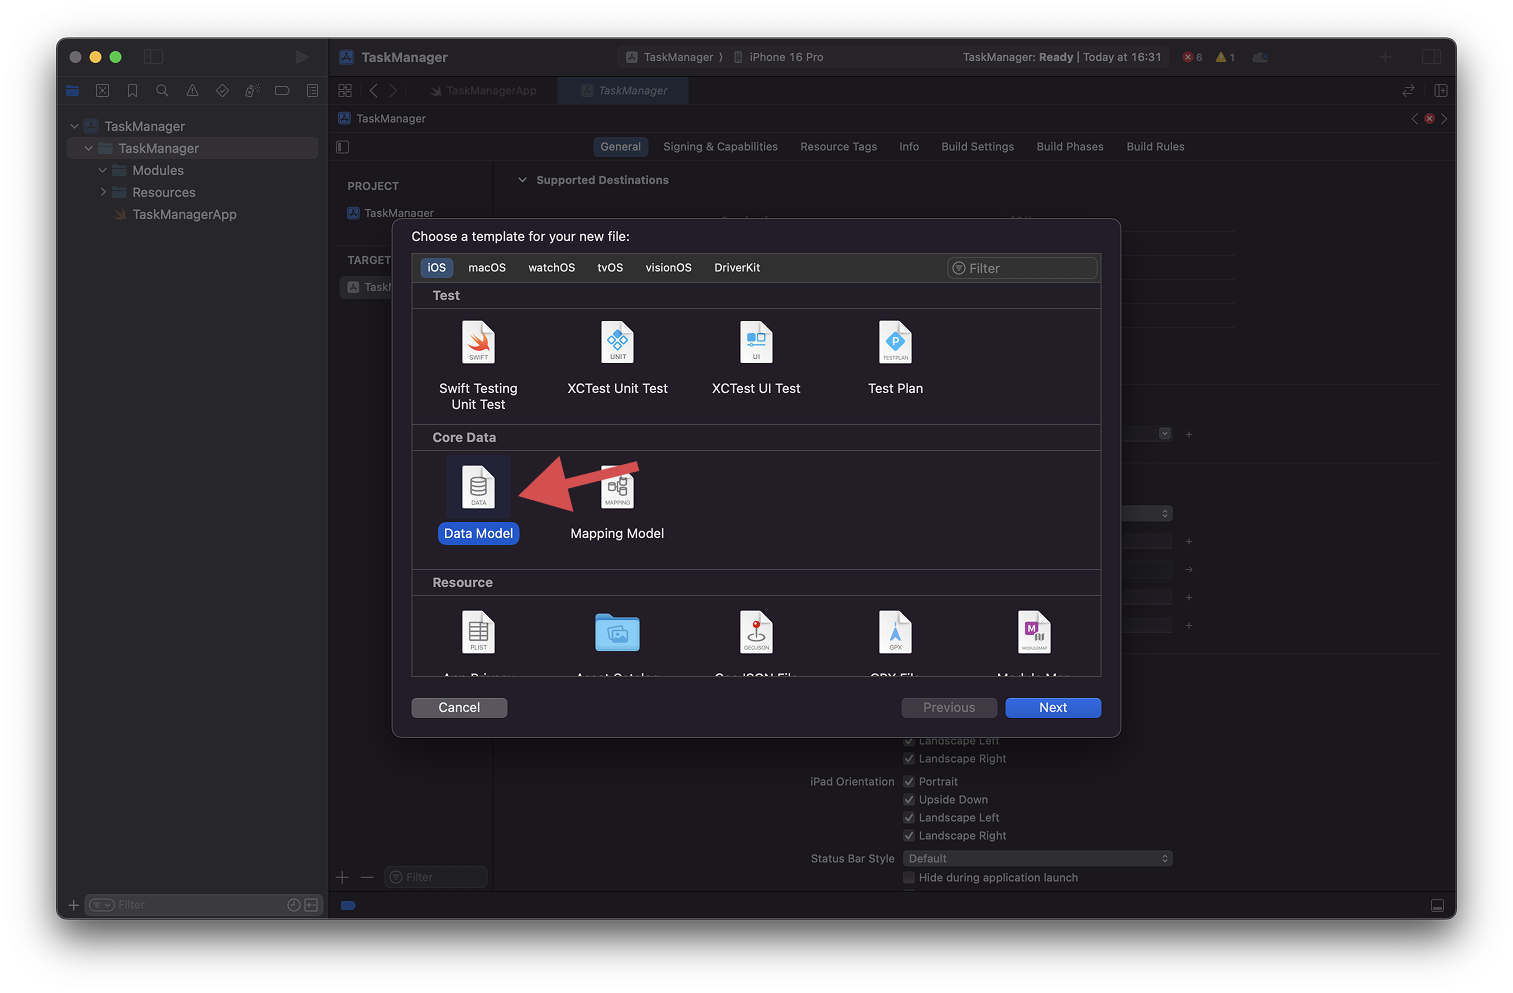 TaskManager
TaskManager ⟩ iPhone 16 Pro
TaskManager: Ready | Today at 16:31
6
1
TaskManagerApp
TaskManager
TaskManager
TaskManager
TaskManager
Modules
Resources
TaskManagerApp
General
Signing & Capabilities
Resource Tags
Info
Build Settings
Build Phases
Build Rules
PROJECT
TaskManager
Supported Destinations
Choose a template for your new file:
iOS
macOS
watchOS
tvOS
visionOS
DriverKit
Filter
Test
SWIFT
UNIT
UI
P
TESTPLAN
Swift Testing
Unit Test
XCTest Unit Test
XCTest UI Test
Test Plan
Core Data
DATA
MAPPING
Data Model
Mapping Model
Resource
PLIST
GEOJSON
GPX
M
MODULEMAP
Cancel
Previous
Next
Landscape Left
Landscape Right
iPad Orientation
Portrait
Upside Down
Landscape Left
Landscape Right
Status Bar Style
Default
Hide during application launch
Filter
Filter